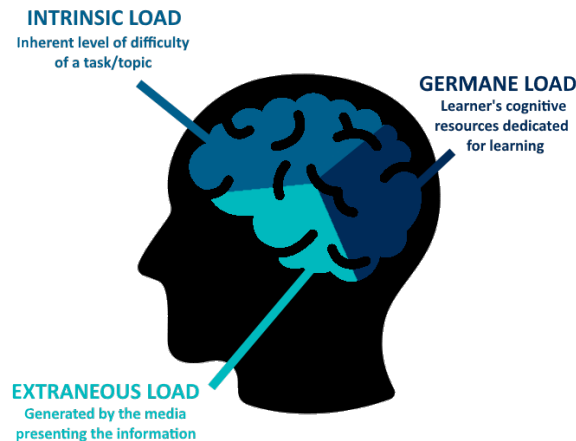 INTRINSIC LOAD
Inherent level of difficulty
of a task/topic
GERMANE LOAD
Learner's cognitive
resources dedicated
for learning
EXTRANEOUS LOAD
Generated by the media
presenting the information